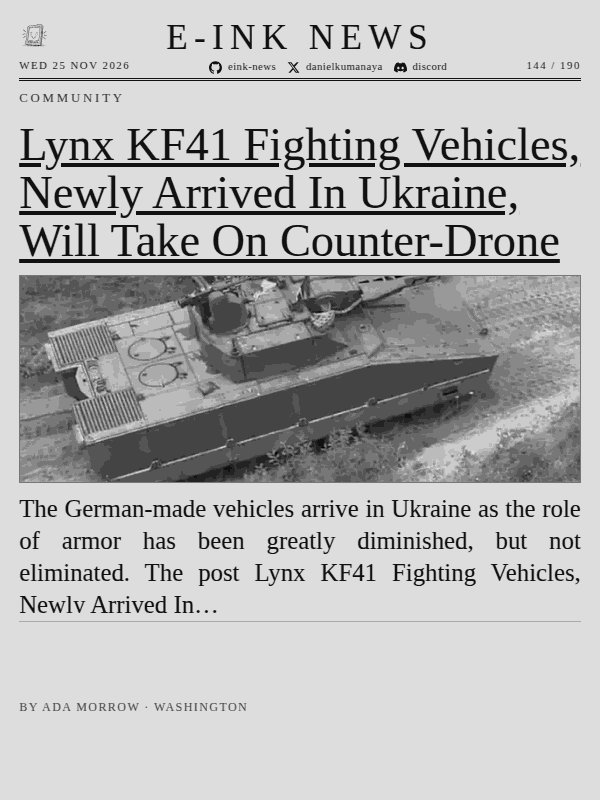 E-INK NEWS
WED 25 NOV 2026
eink-news danielkumanaya discord
144 / 190
COMMUNITY
Lynx KF41 Fighting Vehicles,
Newly Arrived In Ukraine,
Will Take On Counter-Drone
The German-made vehicles arrive in Ukraine as the role
of armor has been greatly diminished, but not
eliminated. The post Lynx KF41 Fighting Vehicles,
Newly Arrived In…
BY ADA MORROW · WASHINGTON